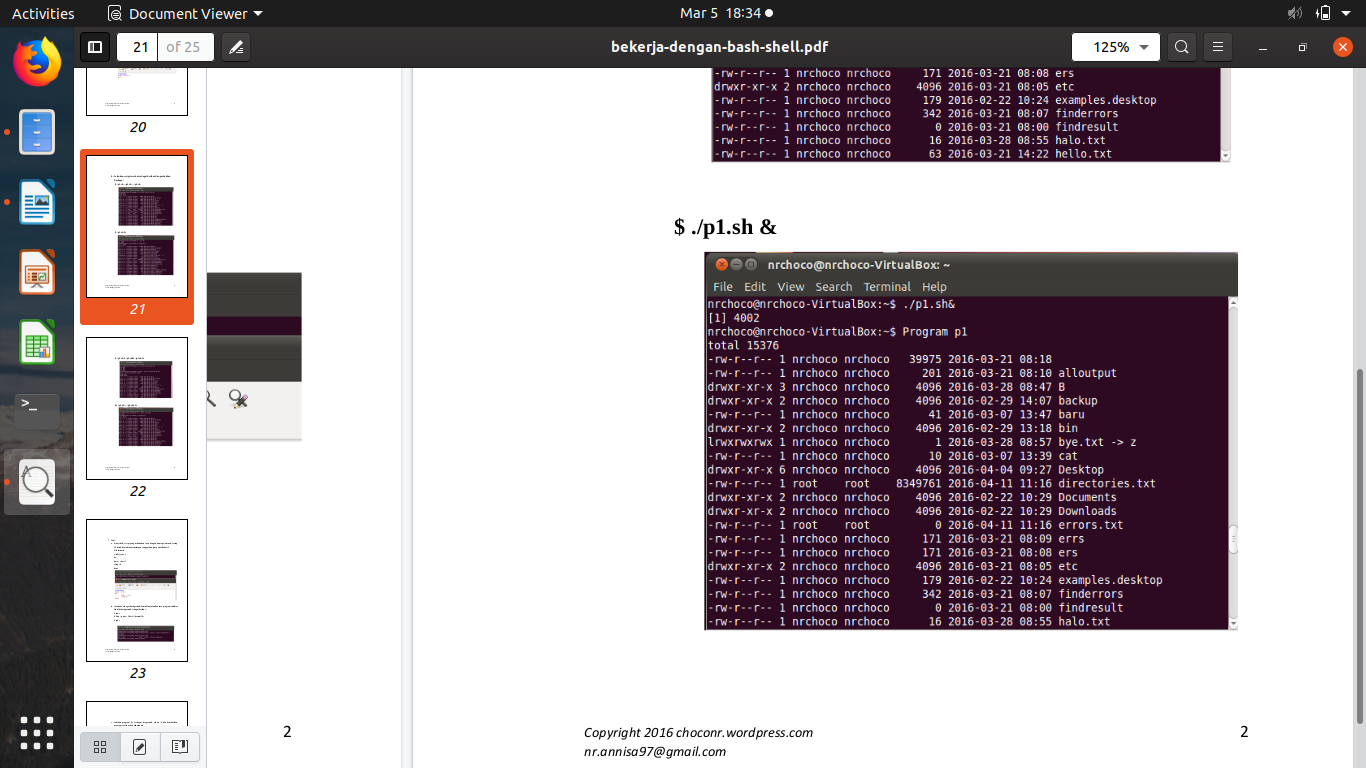 Activities Document Viewer Mar 5 18:34
21 of 25 bekerja-dengan-bash-shell.pdf 125%
20
21
22
23
2
-rw-r--r-- 1 nrchoco nrchoco 171 2016-03-21 08:08 ers
drwxr-xr-x 2 nrchoco nrchoco 4096 2016-03-21 08:05 etc
-rw-r--r-- 1 nrchoco nrchoco 179 2016-02-22 10:24 examples.desktop
-rw-r--r-- 1 nrchoco nrchoco 342 2016-03-21 08:07 finderrors
-rw-r--r-- 1 nrchoco nrchoco 0 2016-03-21 08:00 findresult
-rw-r--r-- 1 nrchoco nrchoco 16 2016-03-28 08:55 halo.txt
-rw-r--r-- 1 nrchoco nrchoco 63 2016-03-21 14:22 hello.txt
$ ./p1.sh &
nrchoco@nrchoco-VirtualBox: ~
File Edit View Search Terminal Help
nrchoco@nrchoco-VirtualBox:~$ ./p1.sh&
[1] 4002
nrchoco@nrchoco-VirtualBox:~$ Program p1
total 15376
-rw-r--r-- 1 nrchoco nrchoco 39975 2016-03-21 08:18
-rw-r--r-- 1 nrchoco nrchoco 201 2016-03-21 08:10 alloutput
drwxr-xr-x 3 nrchoco nrchoco 4096 2016-03-28 08:47 B
drwxr-xr-x 2 nrchoco nrchoco 4096 2016-02-29 14:07 backup
-rw-r--r-- 1 nrchoco nrchoco 41 2016-03-07 13:47 baru
drwxr-xr-x 2 nrchoco nrchoco 4096 2016-02-29 13:18 bin
lrwxrwxrwx 1 nrchoco nrchoco 1 2016-03-28 08:57 bye.txt -> z
-rw-r--r-- 1 nrchoco nrchoco 10 2016-03-07 13:39 cat
drwxr-xr-x 6 nrchoco nrchoco 4096 2016-04-04 09:27 Desktop
-rw-r--r-- 1 root root 8349761 2016-04-11 11:16 directories.txt
drwxr-xr-x 2 nrchoco nrchoco 4096 2016-02-22 10:29 Documents
drwxr-xr-x 2 nrchoco nrchoco 4096 2016-02-22 10:29 Downloads
-rw-r--r-- 1 root root 0 2016-04-11 11:16 errors.txt
-rw-r--r-- 1 nrchoco nrchoco 171 2016-03-21 08:09 errs
-rw-r--r-- 1 nrchoco nrchoco 171 2016-03-21 08:08 ers
drwxr-xr-x 2 nrchoco nrchoco 4096 2016-03-21 08:05 etc
-rw-r--r-- 1 nrchoco nrchoco 179 2016-02-22 10:24 examples.desktop
-rw-r--r-- 1 nrchoco nrchoco 342 2016-03-21 08:07 finderrors
-rw-r--r-- 1 nrchoco nrchoco 0 2016-03-21 08:00 findresult
-rw-r--r-- 1 nrchoco nrchoco 16 2016-03-28 08:55 halo.txt
Copyright 2016 choconr.wordpress.com 2
nr.annisa97@gmail.com